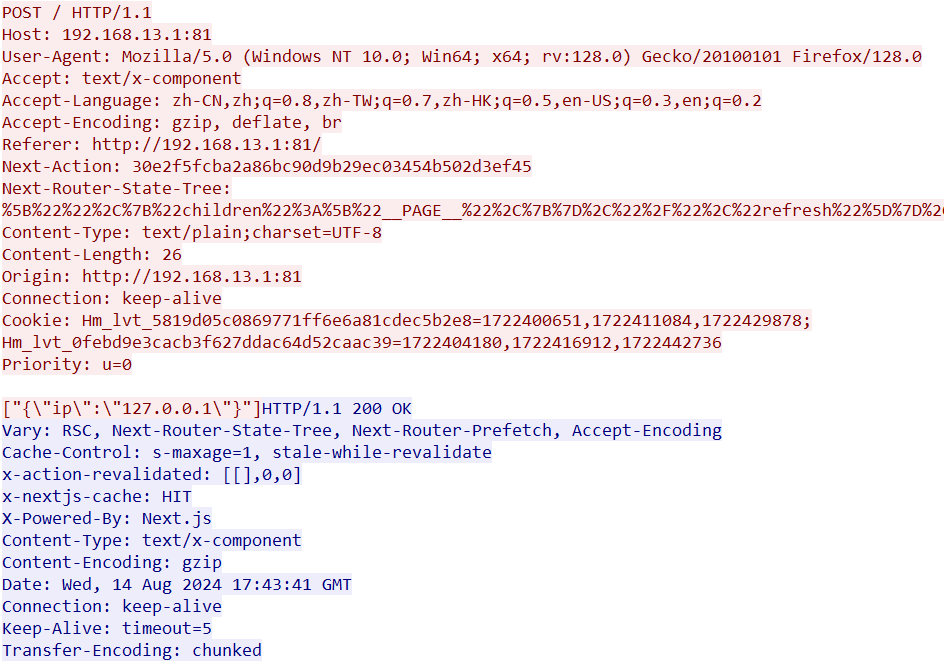 POST / HTTP/1.1
Host: 192.168.13.1:81
User-Agent: Mozilla/5.0 (Windows NT 10.0; Win64; x64; rv:128.0) Gecko/20100101 Firefox/128.0
Accept: text/x-component
Accept-Language: zh-CN,zh;q=0.8,zh-TW;q=0.7,zh-HK;q=0.5,en-US;q=0.3,en;q=0.2
Accept-Encoding: gzip, deflate, br
Referer: http://192.168.13.1:81/
Next-Action: 30e2f5fcba2a86bc90d9b29ec03454b502d3ef45
Next-Router-State-Tree:
%5B%22%22%2C%7B%22children%22%3A%5B%22__PAGE__%22%2C%7B%7D%2C%22%2F%22%2C%22refresh%22%5D%7D%2C
Content-Type: text/plain;charset=UTF-8
Content-Length: 26
Origin: http://192.168.13.1:81
Connection: keep-alive
Cookie: Hm_lvt_5819d05c0869771ff6e6a81cdec5b2e8=1722400651,1722411084,1722429878;
Hm_lvt_0febd9e3cacb3f627ddac64d52caac39=1722404180,1722416912,1722442736
Priority: u=0
["{\"ip\":\"127.0.0.1\"}"]HTTP/1.1 200 OK
Vary: RSC, Next-Router-State-Tree, Next-Router-Prefetch, Accept-Encoding
Cache-Control: s-maxage=1, stale-while-revalidate
x-action-revalidated: [[],0,0]
x-nextjs-cache: HIT
X-Powered-By: Next.js
Content-Type: text/x-component
Content-Encoding: gzip
Date: Wed, 14 Aug 2024 17:43:41 GMT
Connection: keep-alive
Keep-Alive: timeout=5
Transfer-Encoding: chunked